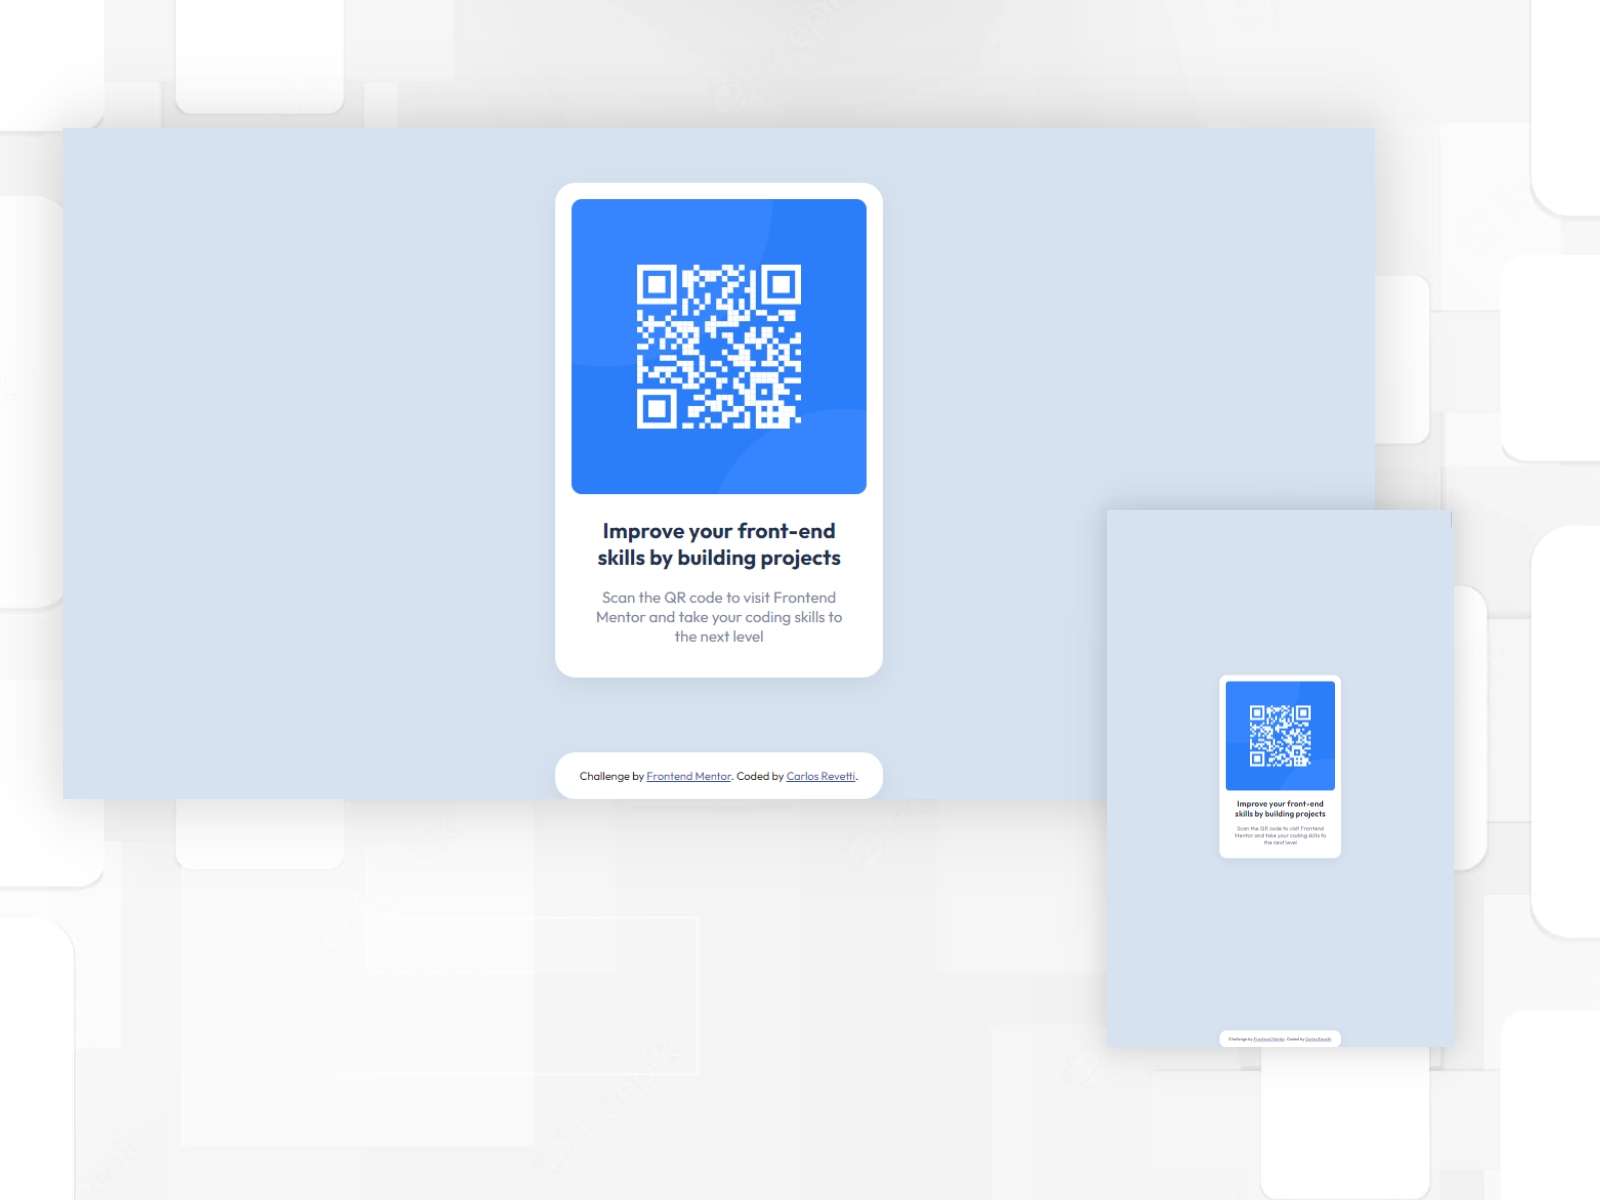 Improve your front-end
skills by building projects
Scan the QR code to visit Frontend
Mentor and take your coding skills to
the next level
Challenge by Frontend Mentor. Coded by Carlos Revetti.
Improve your front-end
skills by building projects
Scan the QR code to visit Frontend
Mentor and take your coding skills to
the next level
Challenge by Frontend Mentor. Coded by Carlos Revetti.